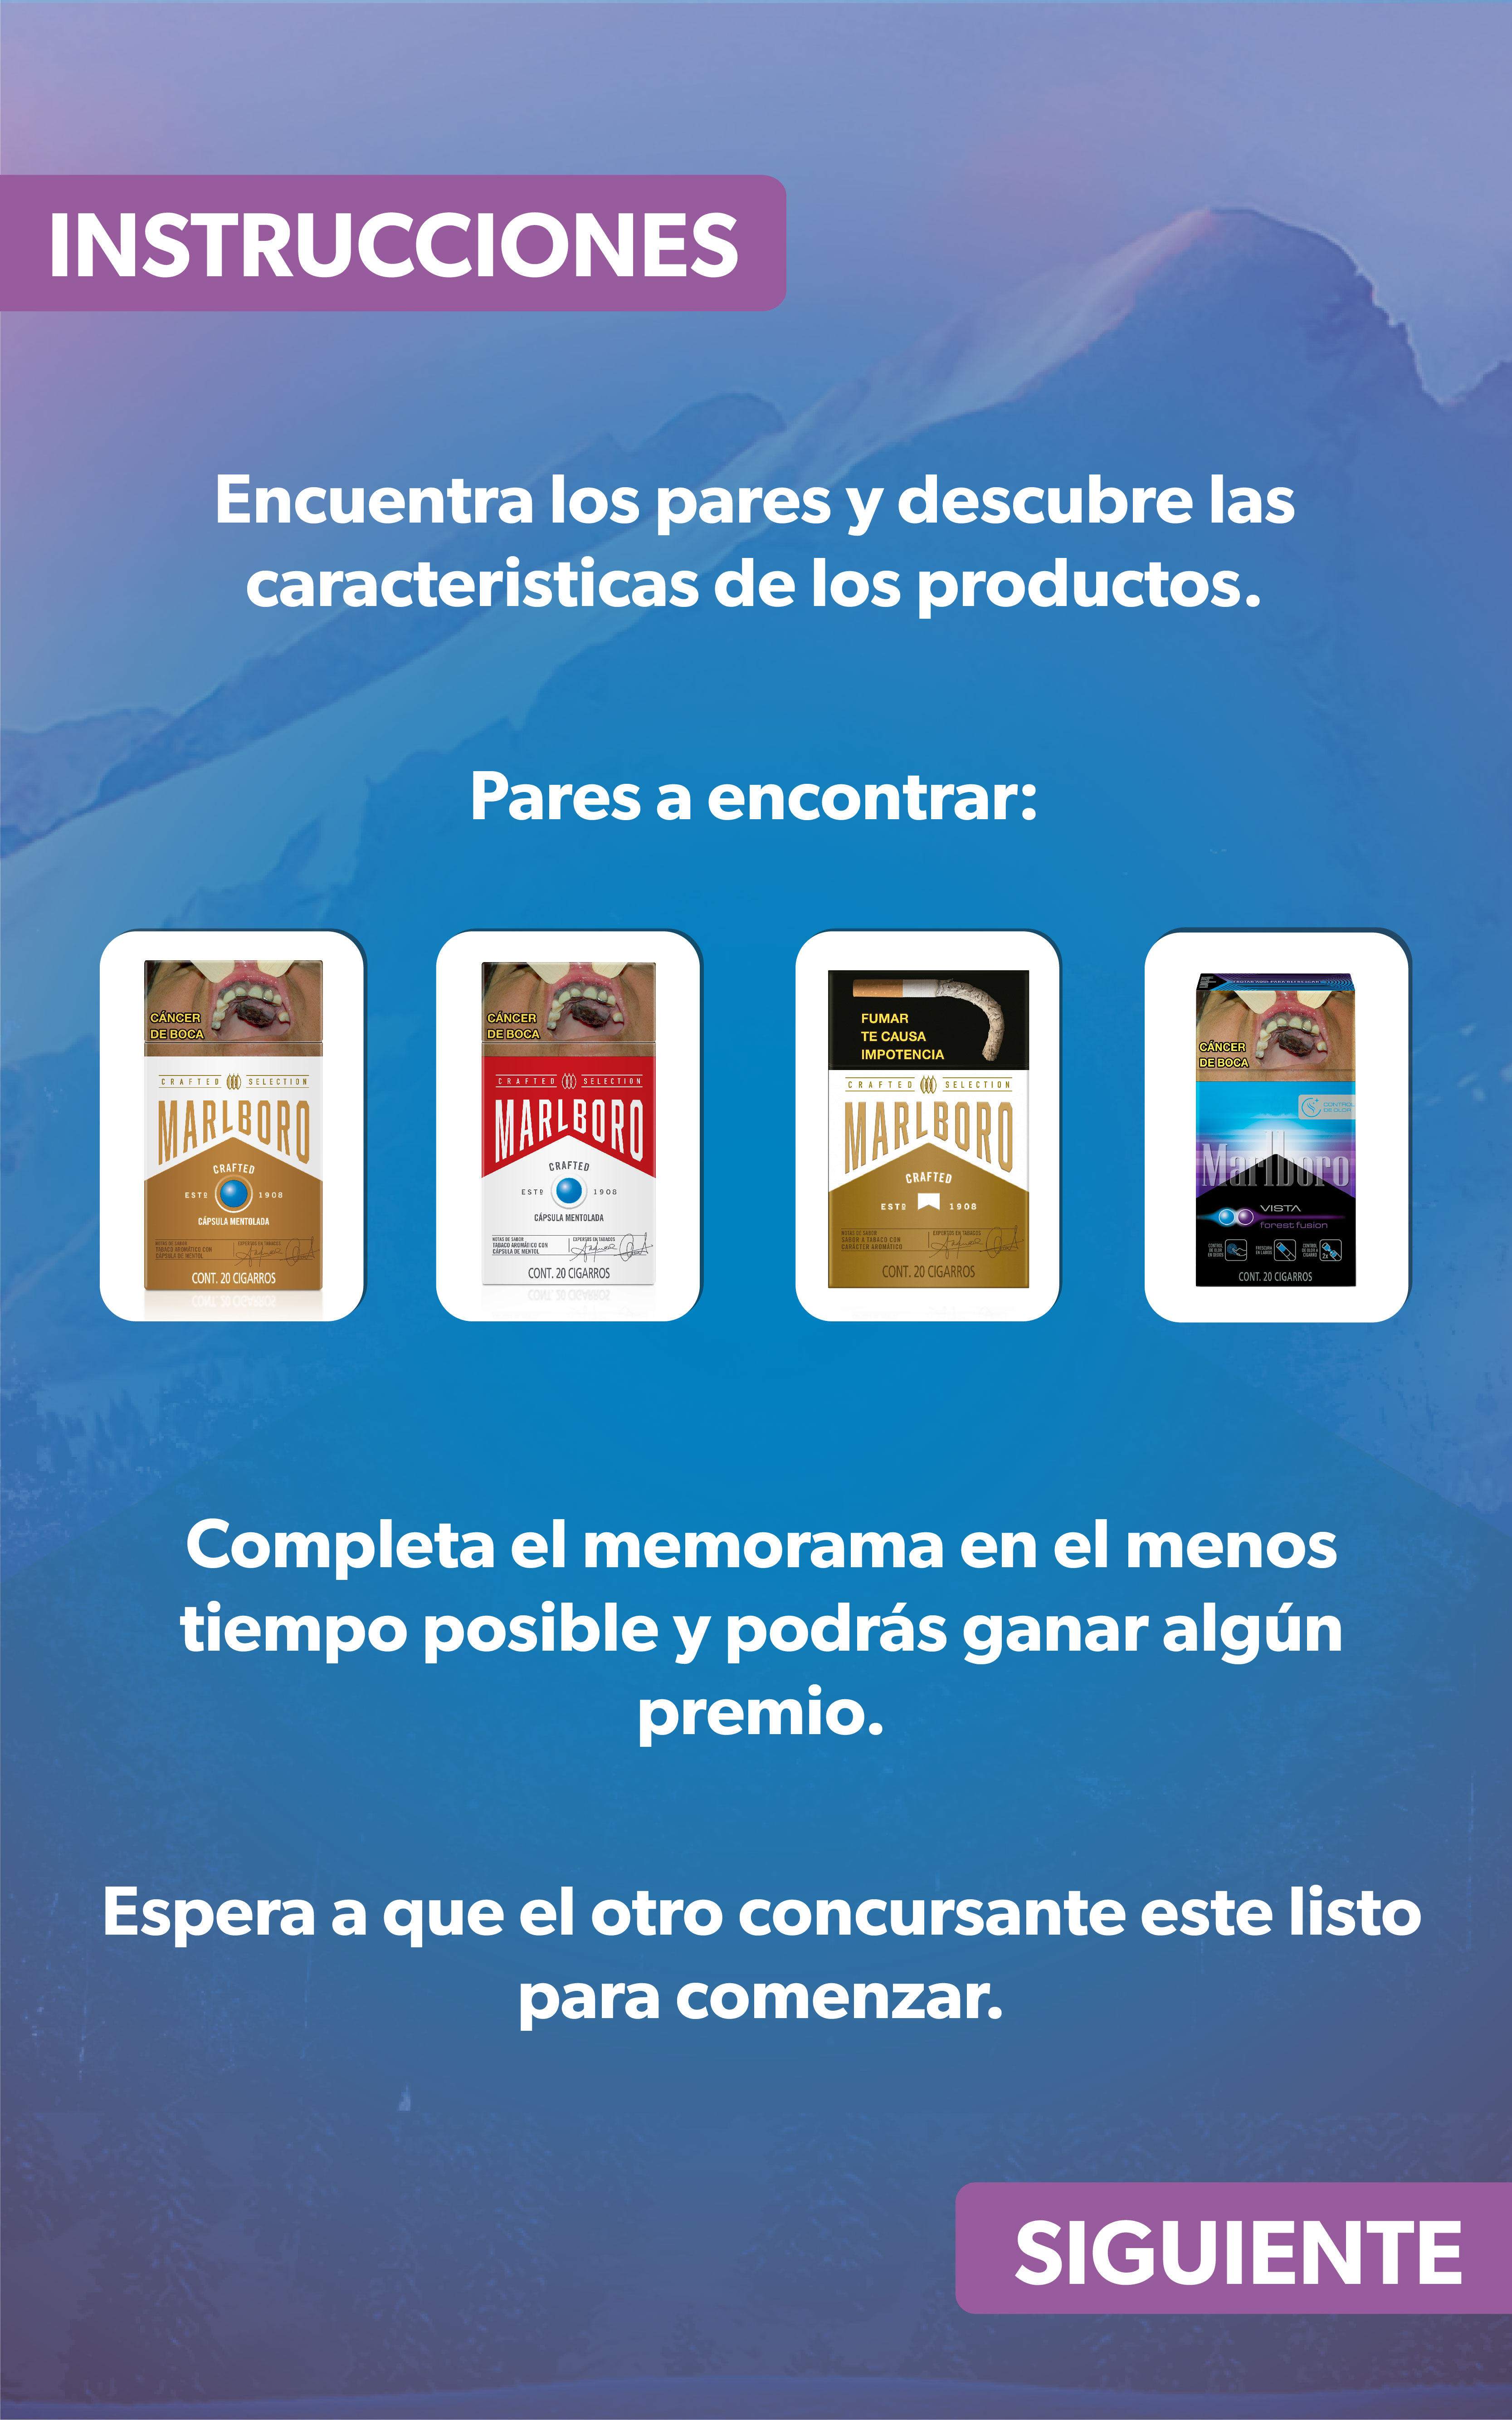 INSTRUCCIONES
Encuentra los pares y descubre las
caracteristicas de los productos.
Pares a encontrar:
CÁNCER
DE BOCA
CRAFTED SELECTION
MARLBORO
CRAFTED
ESTD 1908
CÁPSULA MENTOLADA
NOTAS DE SABOR
TABACO AROMÁTICO CON
CÁPSULA DE MENTOL
EXPERTOS EN TABACOS
CONT. 20 CIGARROS
CÁNCER
DE BOCA
CRAFTED SELECTION
MARLBORO
CRAFTED
ESTD 1908
CÁPSULA MENTOLADA
NOTAS DE SABOR
TABACO AROMÁTICO CON
CÁPSULA DE MENTOL
EXPERTOS EN TABACOS
CONT. 20 CIGARROS
FUMAR
TE CAUSA
IMPOTENCIA
CRAFTED SELECTION
MARLBORO
CRAFTED
ESTD 1908
NOTAS DE SABOR
SABOR A TABACO CON
CARÁCTER AROMÁTICO
EXPERTOS EN TABACOS
CONT. 20 CIGARROS
CÁNCER
DE BOCA
CONTROL
DE OLOR
Marlboro
VISTA
forest fusion
CONT. 20 CIGARROS
Completa el memorama en el menos
tiempo posible y podrás ganar algún
premio.
Espera a que el otro concursante este listo
para comenzar.
SIGUIENTE